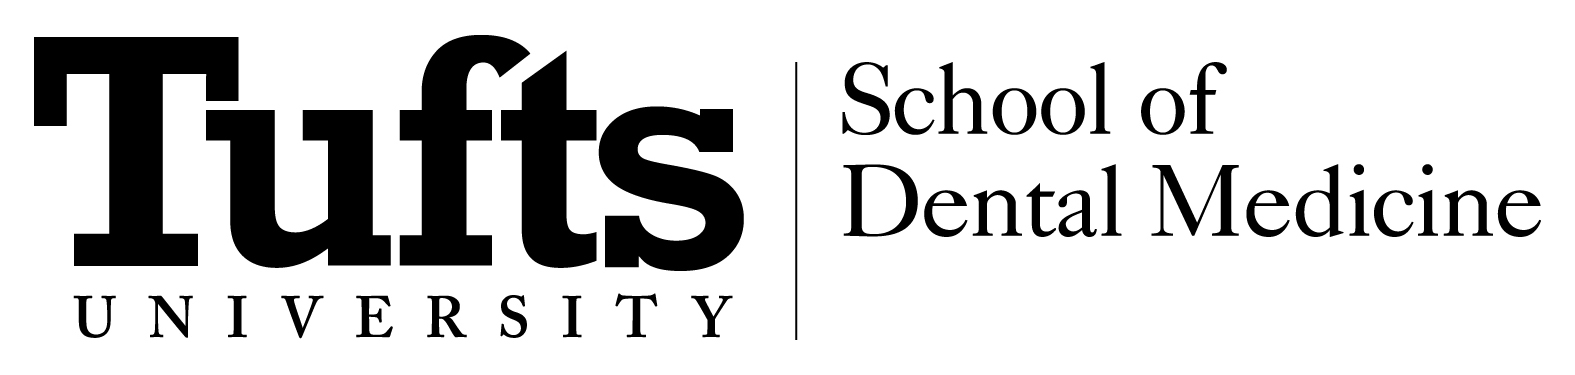 Tufts
UNIVERSITY
School of
Dental Medicine